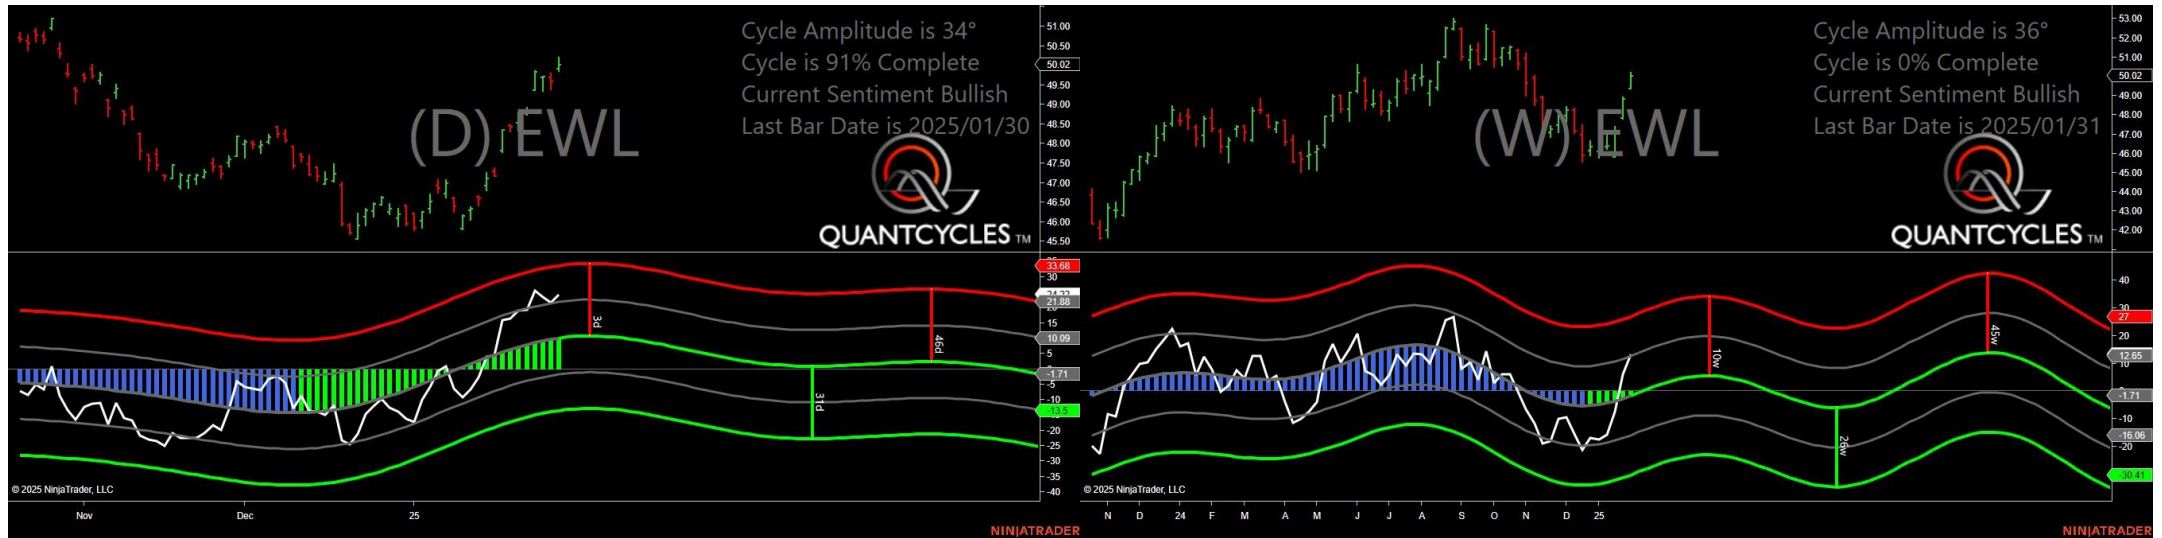 Cycle Amplitude is 34°
Cycle is 91% Complete
Current Sentiment Bullish
Last Bar Date is 2025/01/30
(D) EWL
QUANTCYCLES TM
51.00
50.50
50.02
49.50
49.00
48.50
48.00
47.50
47.00
46.50
46.00
45.50
33.68
30
21.88
15
10.09
5
-1.71
-5
-10
-13.5
-20
-25
-30
-35
-40
3d
46d
31d
© 2025 NinjaTrader, LLC
Nov
Dec
25
NINJATRADER
Cycle Amplitude is 36°
Cycle is 0% Complete
Current Sentiment Bullish
Last Bar Date is 2025/01/31
(W) EWL
QUANTCYCLES TM
53.00
52.00
51.00
50.02
49.00
48.00
47.00
46.00
45.00
44.00
43.00
42.00
40
30
27
20
12.65
10
-1.71
-10
-16.06
-20
-30.41
10w
45w
26w
© 2025 NinjaTrader, LLC
N D 24 F M A M J J A S O N D 25
NINJATRADER